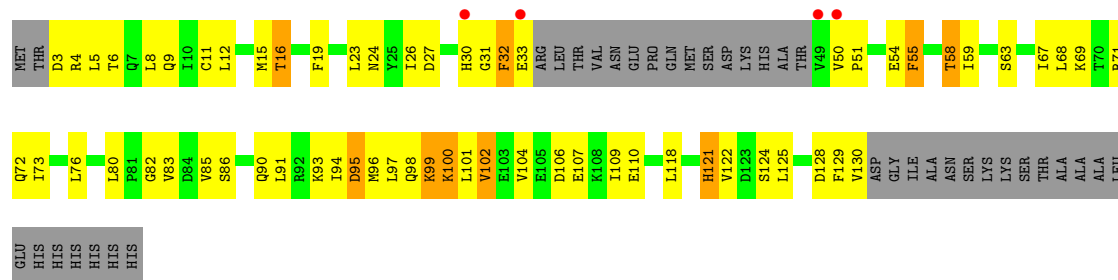 MET THR D3 R4 L5 T6 Q7 L8 Q9 I10 C11 L12 M15 T16 F19 L23 N24 Y25 I26 D27 H30 G31 F32 E33 ARG LEU THR VAL ASN GLU PRO GLN MET SER ASP LYS HIS ALA THR V49 V50 P51 E54 F55 T58 I59 S63 I67 L68 K69 T70
Q72 I73 L76 L80 P81 G82 V83 D84 V85 S86 Q90 L91 R92 K93 I94 D95 M96 L97 Q98 K99 K100 L101 V102 E103 V104 E105 D106 E107 K108 I109 E110 L118 H121 V122 D123 S124 L125 D128 F129 V130 ASP GLY ILE ALA ASN SER LYS LYS SER THR ALA ALA ALA LEU
GLU HIS HIS HIS HIS HIS HIS